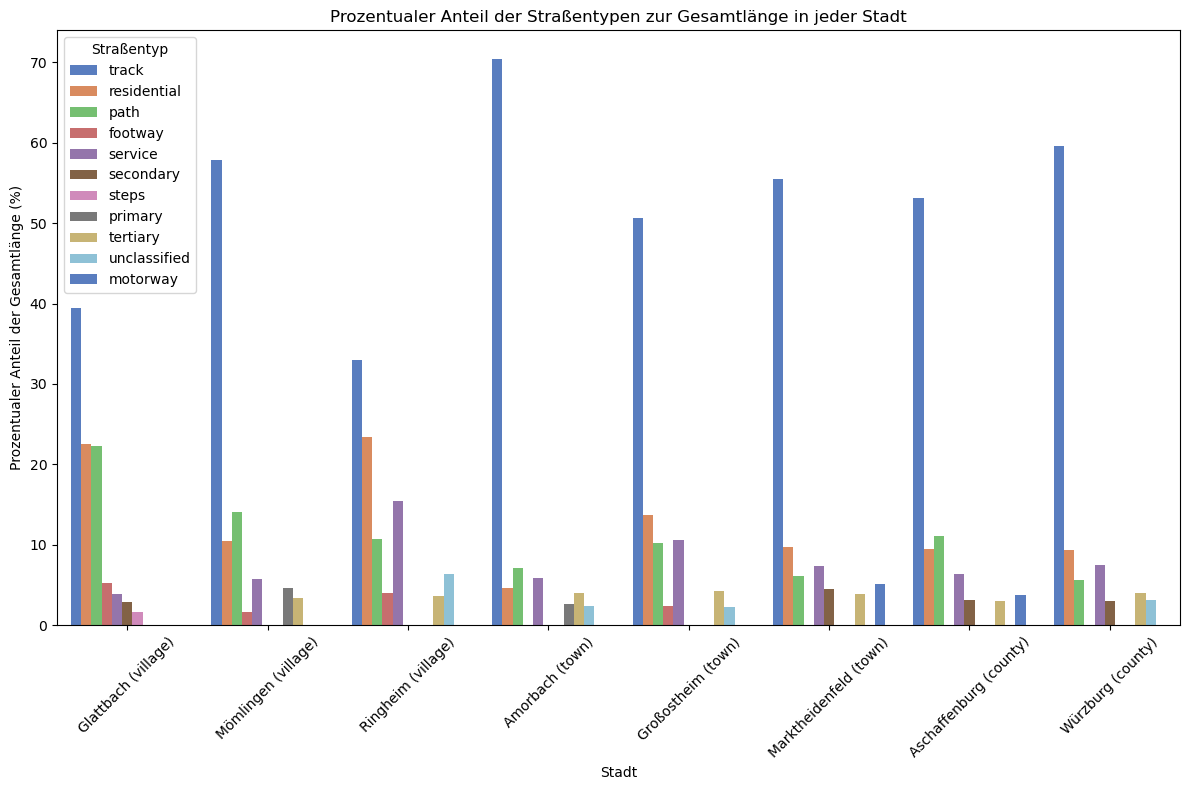 Prozentualer Anteil der Straßentypen zur Gesamtlänge in jeder Stadt
Straßentyp
track
residential
path
footway
service
secondary
steps
primary
tertiary
unclassified
motorway
Prozentualer Anteil der Gesamtlänge (%)
70
60
50
40
30
20
10
0
Glattbach (village)
Mömlingen (village)
Ringheim (village)
Amorbach (town)
Großostheim (town)
Marktheidenfeld (town)
Aschaffenburg (county)
Würzburg (county)
Stadt